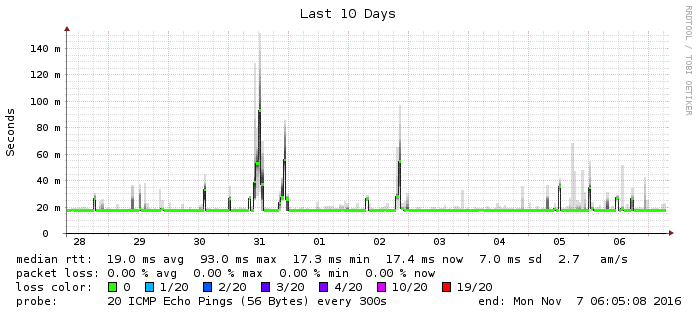 Last 10 Days
RRDTOOL / TOBI OETIKER
Seconds
140 m
120 m
100 m
80 m
60 m
40 m
20 m
0
28 29 30 31 01 02 03 04 05 06
median rtt: 19.0 ms avg 93.0 ms max 17.3 ms min 17.4 ms now 7.0 ms sd 2.7 am/s
packet loss: 0.00 % avg 0.00 % max 0.00 % min 0.00 % now
loss color: 0 1/20 2/20 3/20 4/20 10/20 19/20
probe: 20 ICMP Echo Pings (56 Bytes) every 300s end: Mon Nov 7 06:05:08 2016